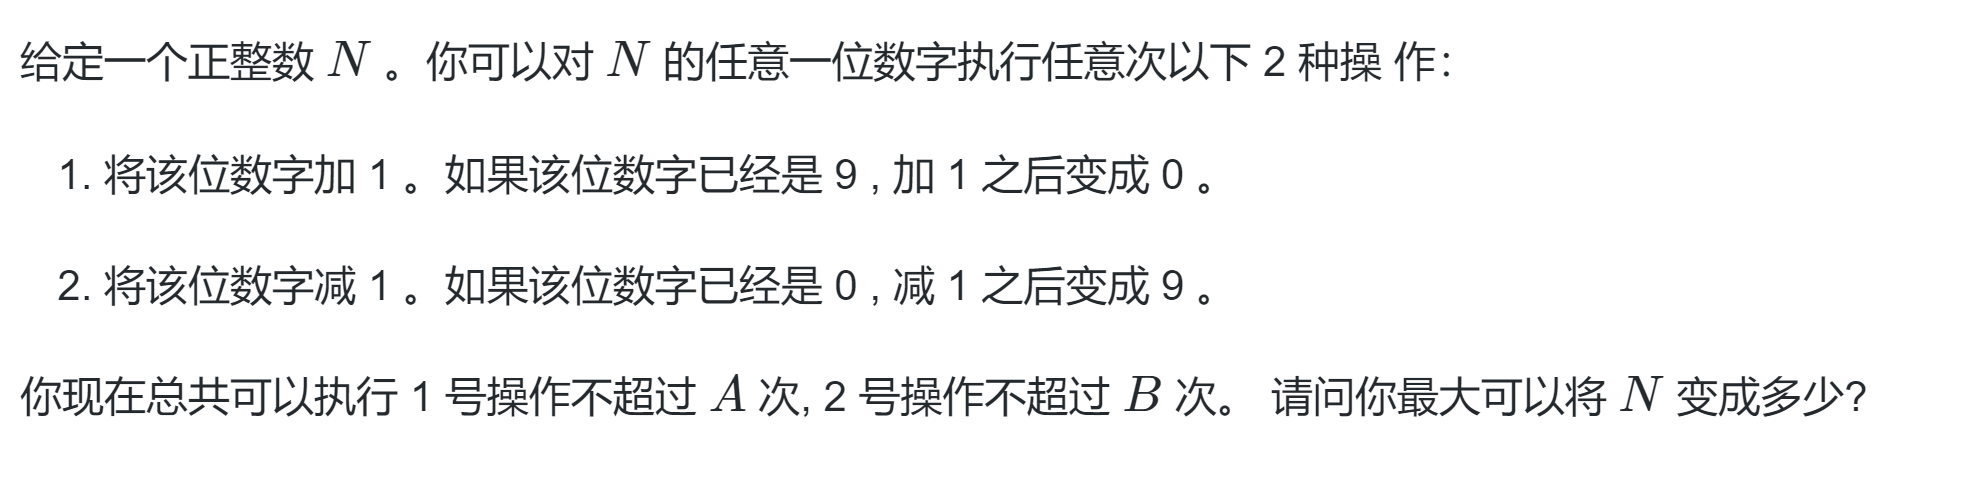 给定一个正整数 N 。你可以对 N 的任意一位数字执行任意次以下 2 种操 作：
1. 将该位数字加 1 。如果该位数字已经是 9 , 加 1 之后变成 0 。
2. 将该位数字减 1 。如果该位数字已经是 0 , 减 1 之后变成 9 。
你现在总共可以执行 1 号操作不超过 A 次, 2 号操作不超过 B 次。 请问你最大可以将 N 变成多少?